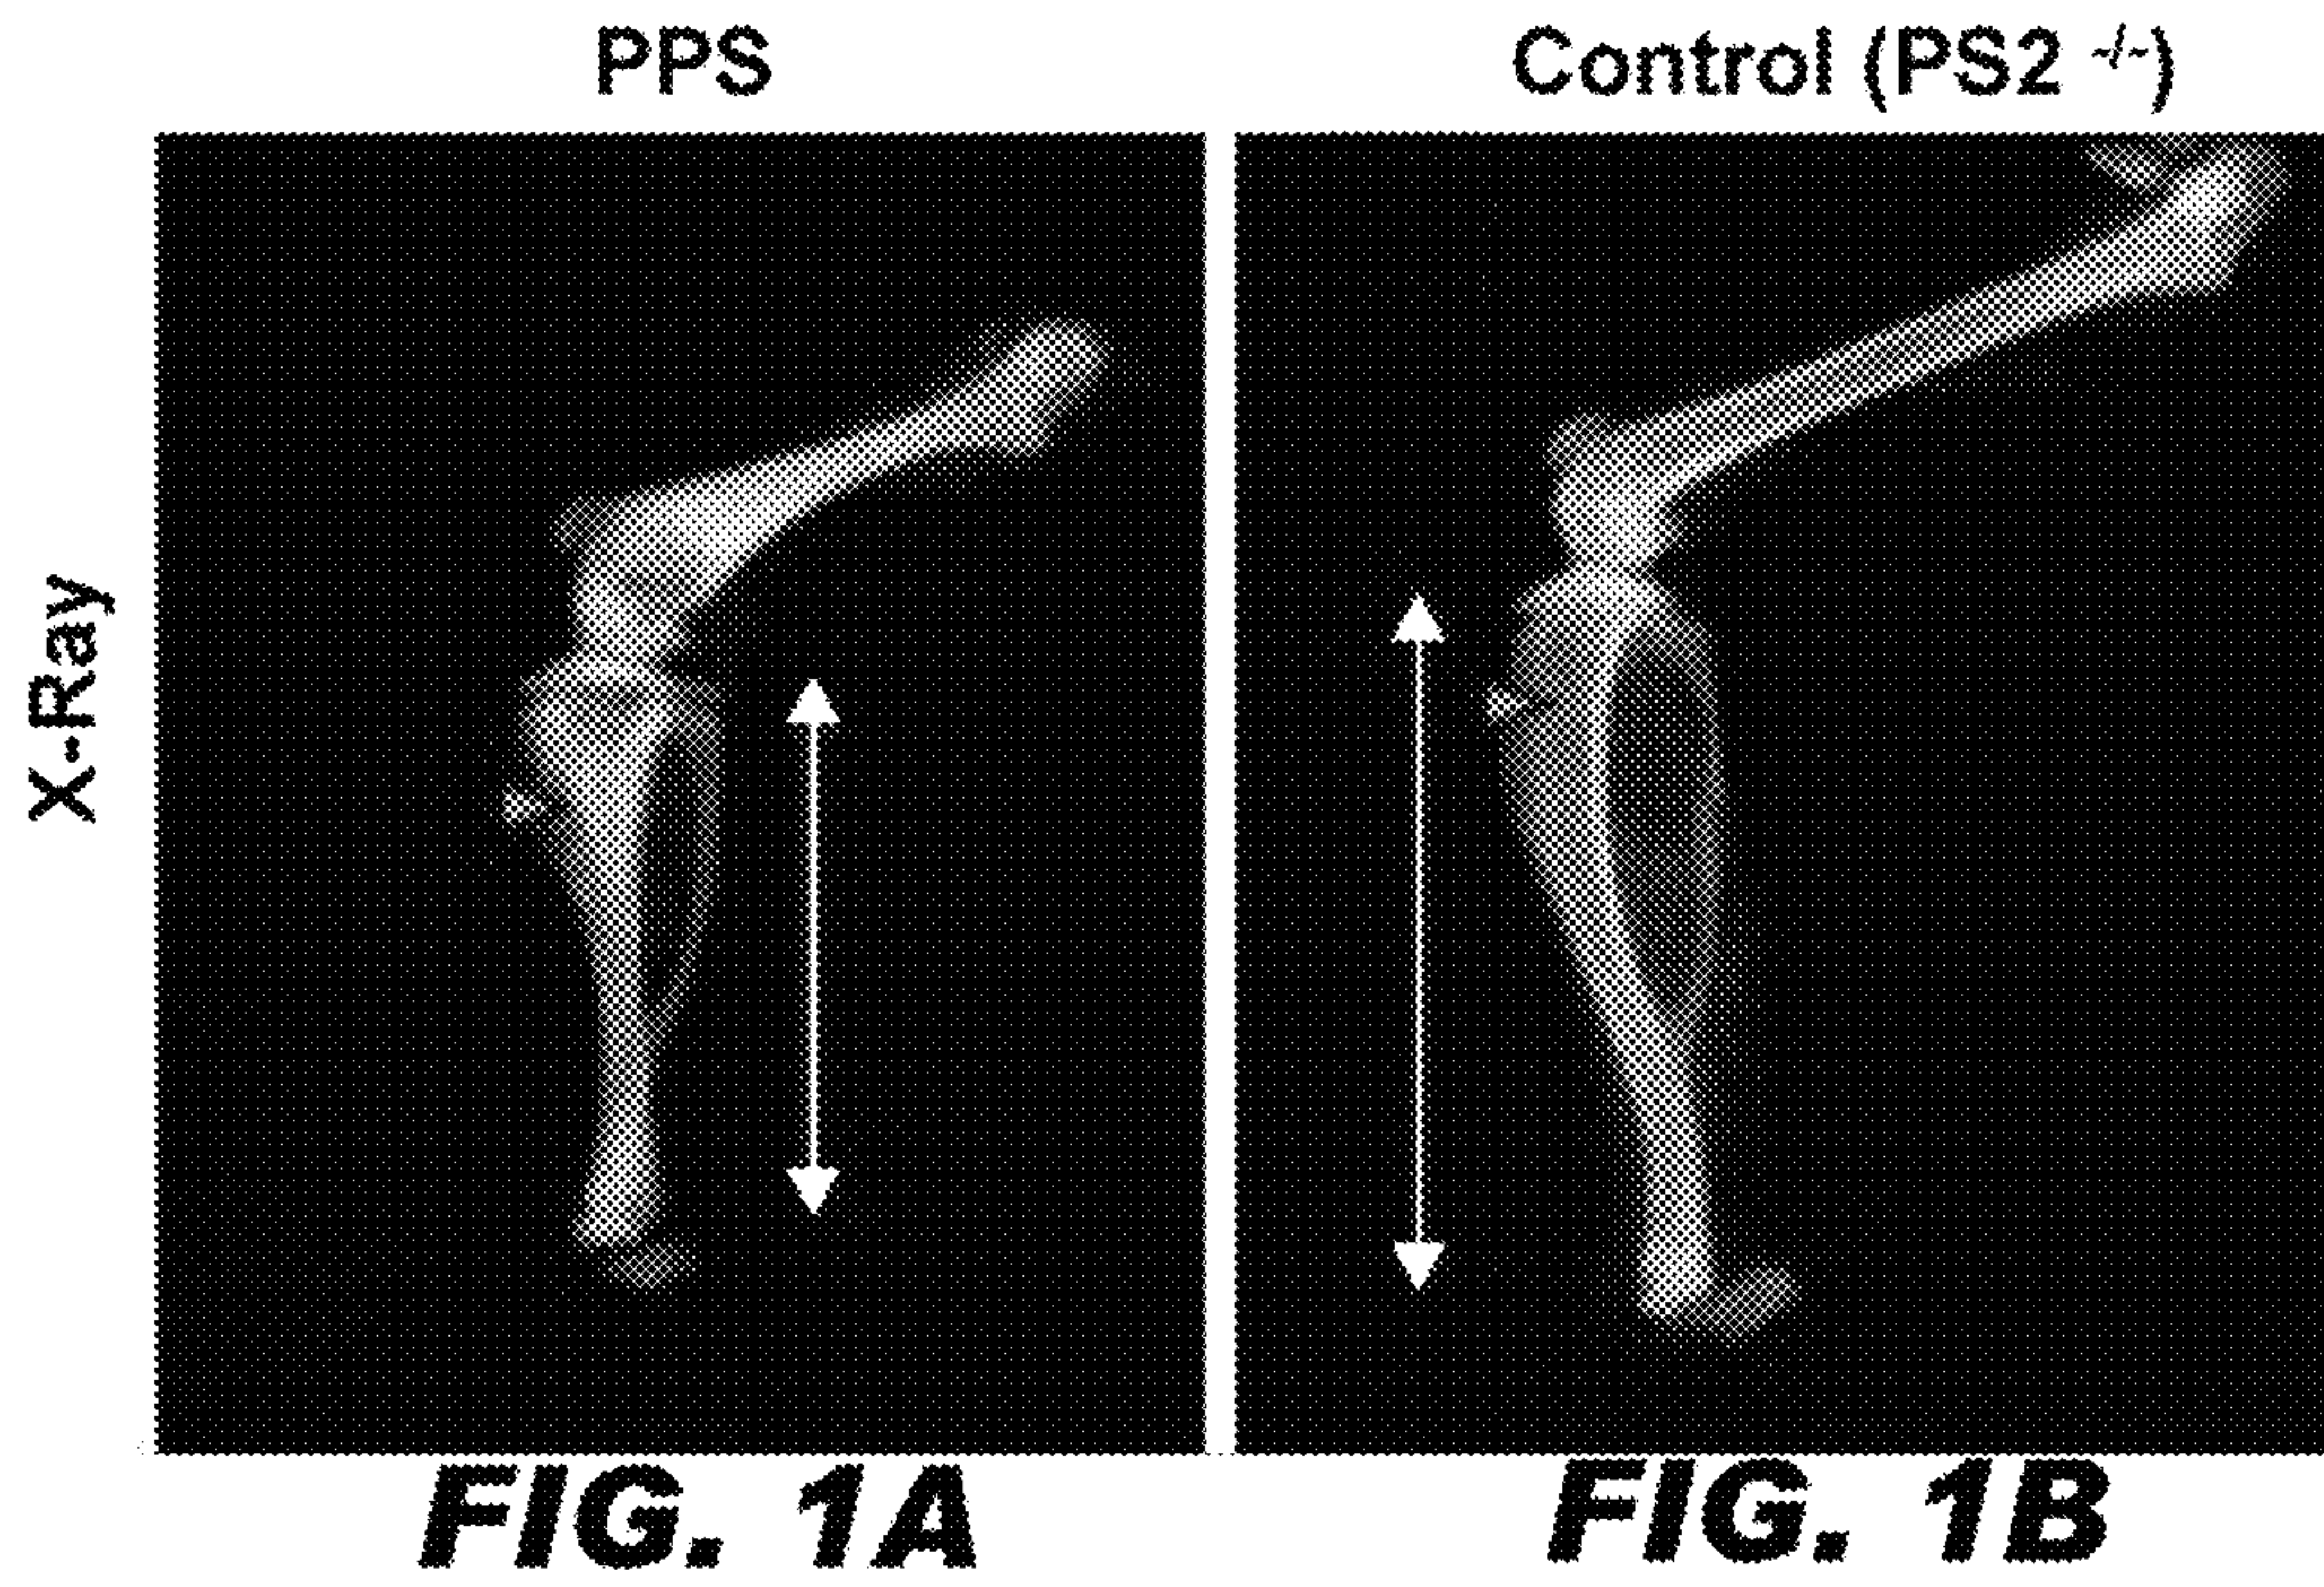 PPS
Control (PS2 -/-)
X-Ray
FIG. 1A
FIG. 1B